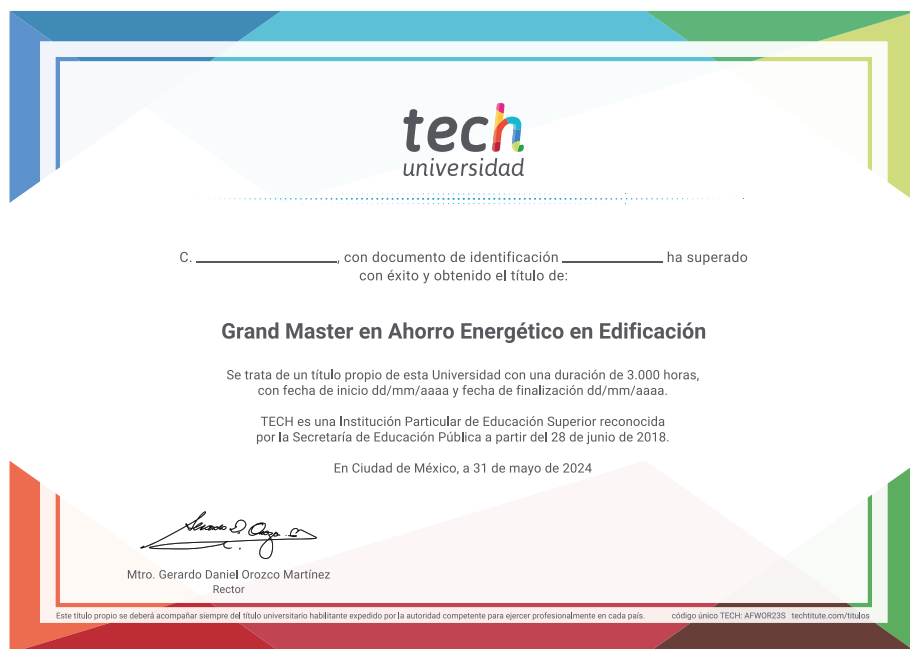 tech
universidad
C. ____________, con documento de identificación ____________ ha superado
con éxito y obtenido el título de:
Grand Master en Ahorro Energético en Edificación
Se trata de un título propio de esta Universidad con una duración de 3.000 horas,
con fecha de inicio dd/mm/aaaa y fecha de finalización dd/mm/aaaa.
TECH es una Institución Particular de Educación Superior reconocida
por la Secretaría de Educación Pública a partir del 28 de junio de 2018.
En Ciudad de México, a 31 de mayo de 2024
Mtro. Gerardo Daniel Orozco Martínez
Rector
Este título propio se deberá acompañar siempre del título universitario habilitante expedido por la autoridad competente para ejercer profesionalmente en cada país. código único TECH: AFWOR23S techtitute.com/titulos